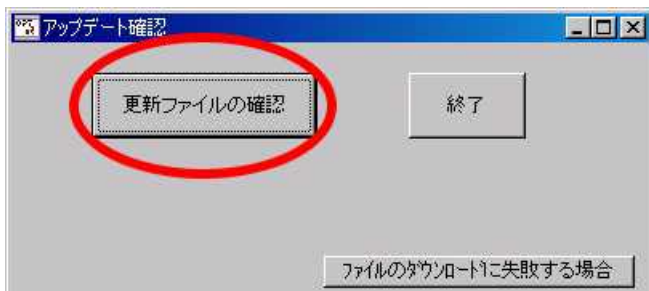 アップデート確認
更新ファイルの確認
終了
ﾌｧｲﾙのﾀﾞｳﾝﾛｰﾄﾞに失敗する場合